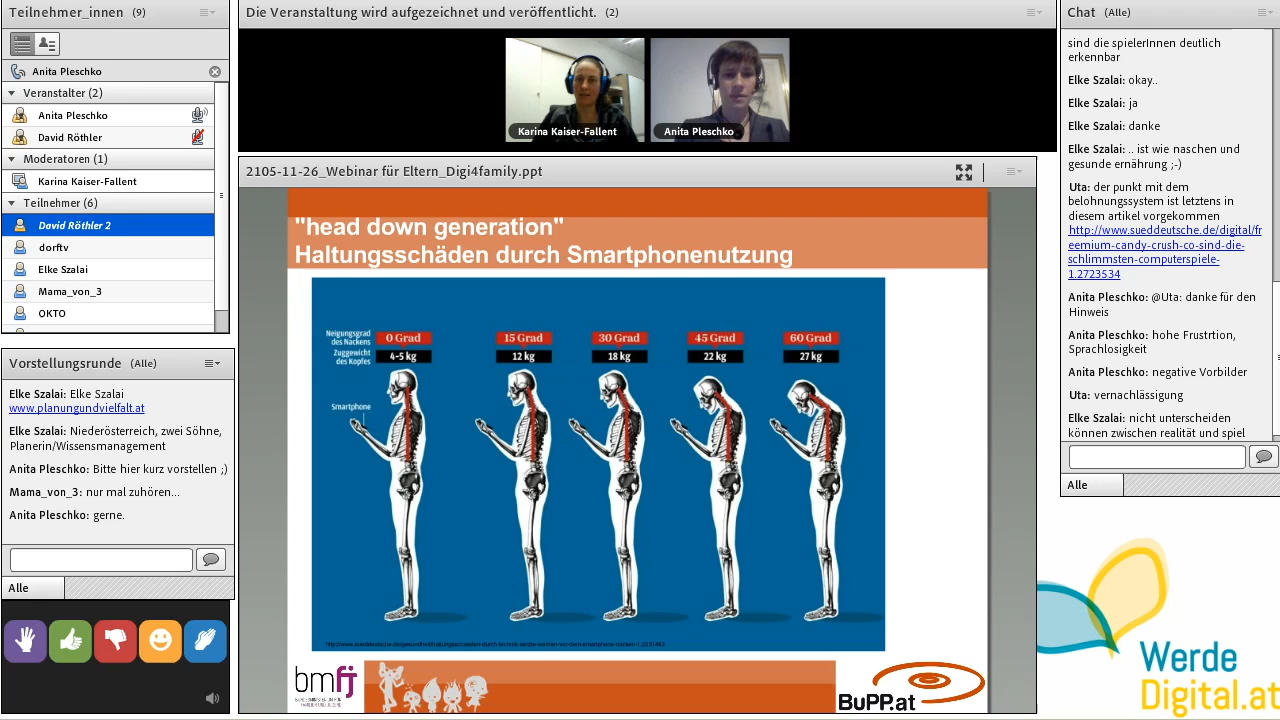 Teilnehmer_innen (9)
Anita Pleschko
Veranstalter (2)
Anita Pleschko
David Röthler
Moderatoren (1)
Karina Kaiser-Fallent
Teilnehmer (6)
David Röthler 2
dorftv
Elke Szalai
Mama_von_3
OKTO
Vorstellungsrunde (Alle)
Elke Szalai: Elke Szalai
www.planungundvielfalt.at
Elke Szalai: Niederösterreich, zwei Söhne,
Planerin/Wissensmanagement
Anita Pleschko: Bitte hier kurz vorstellen ;)
Mama_von_3: nur mal zuhören...
Anita Pleschko: gerne.
Alle
Die Veranstaltung wird aufgezeichnet und veröffentlicht. (2)
Karina Kaiser-Fallent
Anita Pleschko
2105-11-26_Webinar für Eltern_Digi4family.ppt
"head down generation"
Haltungsschäden durch Smartphonenutzung
Neigungsgrad
des Nackens
0 Grad 15 Grad 30 Grad 45 Grad 60 Grad
Zuggewicht
des Kopfes
4-5 kg 12 kg 18 kg 22 kg 27 kg
Smartphone
bmfj
BuPP.at
Chat (Alle)
sind die spielerInnen deutlich
erkennbar
Elke Szalai: okay..
Elke Szalai: ja
Elke Szalai: danke
Elke Szalai: .. ist wie naschen und
gesunde ernährung ;-)
Uta: der punkt mit dem
belohnungssystem ist letztens in
diesem artikel vorgekommen
http://www.sueddeutsche.de/digital/fr
eemium-candy-crush-co-sind-die-
schlimmsten-computerspiele-
1.2723534
Anita Pleschko: @Uta: danke für den
Hinweis
Anita Pleschko: hohe Frustrtion,
Sprachlosigkeit
Anita Pleschko: negative Vorbilder
Uta: vernachlässigung
Elke Szalai: nicht unterscheiden
können zwischen realität und spiel
Alle
Werde
Digital.at